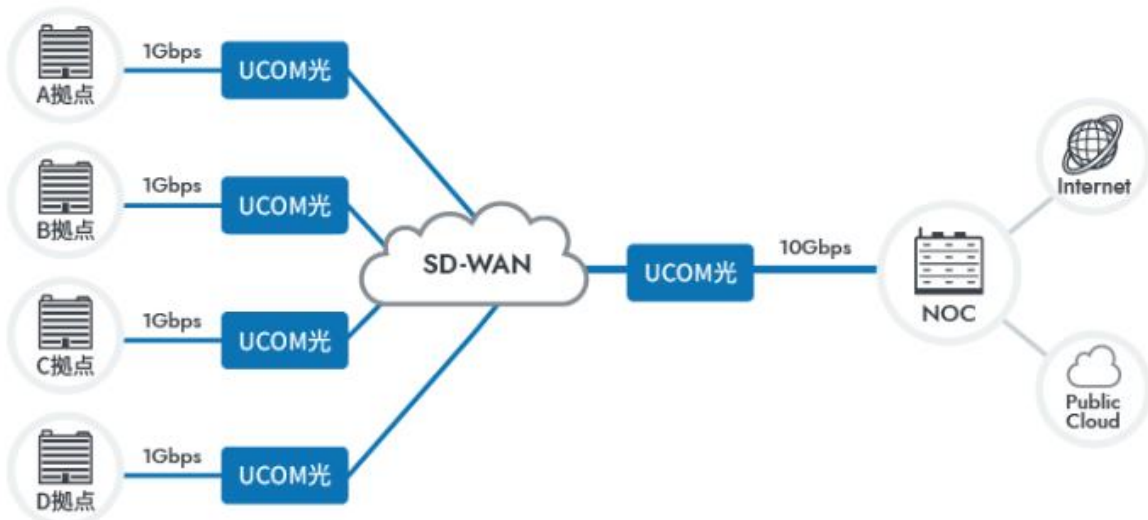 A拠点
1Gbps
UCOM光
B拠点
1Gbps
UCOM光
C拠点
1Gbps
UCOM光
D拠点
1Gbps
UCOM光
SD-WAN
UCOM光
10Gbps
NOC
Internet
Public
Cloud